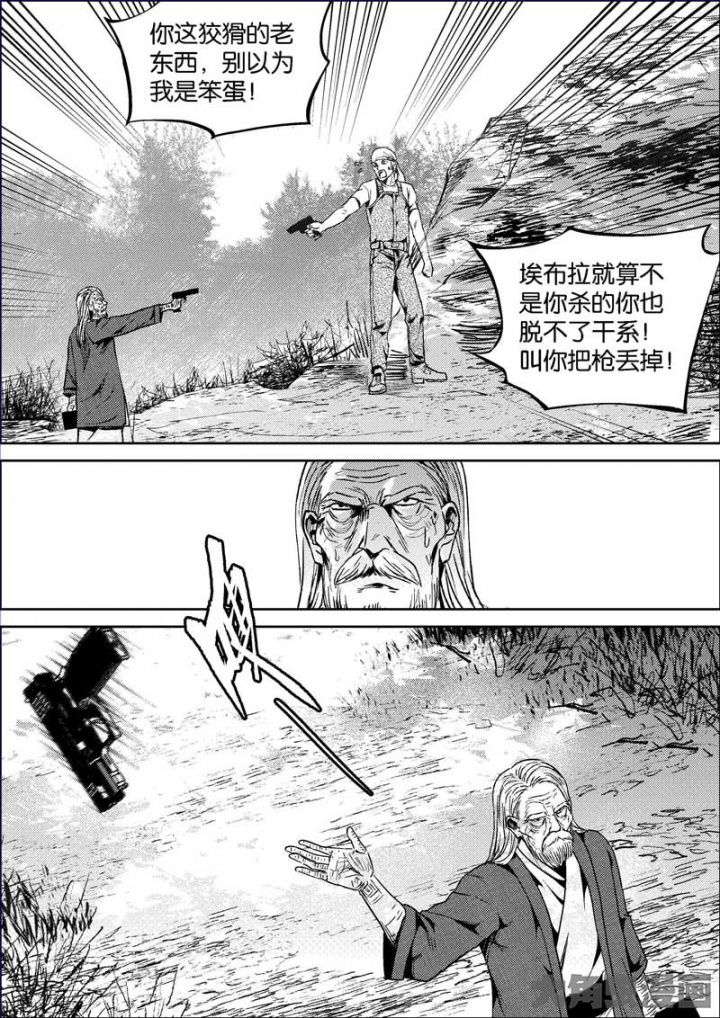 你这狡猾的老
东西，别以为
我是笨蛋！
埃布拉就算不
是你杀的你也
脱不了干系！
叫你把枪丢掉！